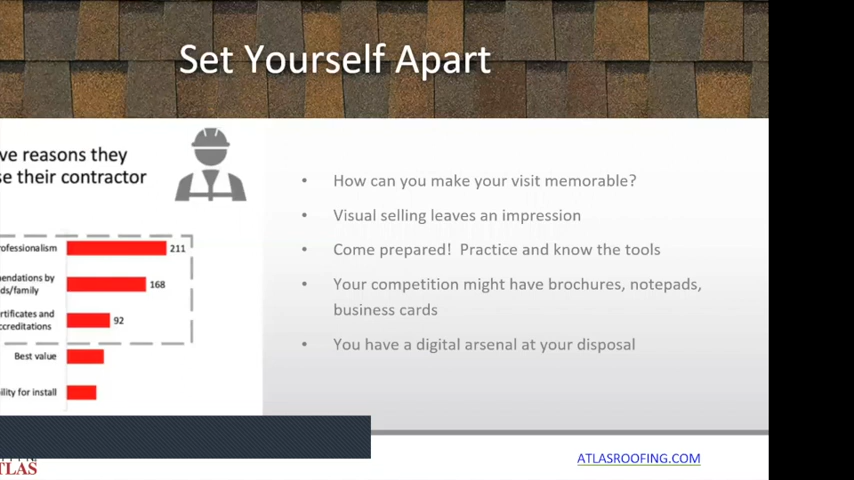 Set Yourself Apart
ve reasons they
se their contractor
rofessionalism
211
endations by
ds/family
168
ertificates and
ccreditations
92
Best value
ility for install
• How can you make your visit memorable?
• Visual selling leaves an impression
• Come prepared!  Practice and know the tools
• Your competition might have brochures, notepads,
business cards
• You have a digital arsenal at your disposal
TLAS
ATLASROOFING.COM